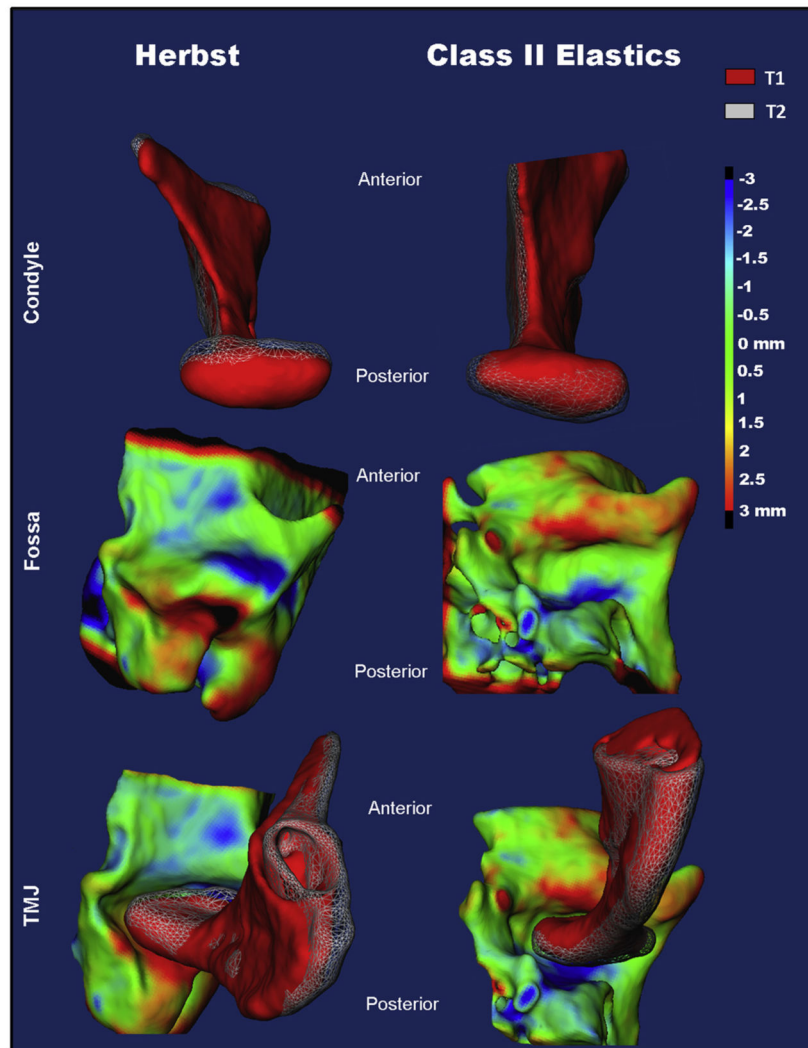 Herbst
Class II Elastics
T1
T2
-3
-2.5
-2
-1.5
-1
-0.5
0 mm
0.5
1
1.5
2
2.5
3 mm
Condyle
Anterior
Posterior
Fossa
Anterior
Posterior
TMJ
Anterior
Posterior